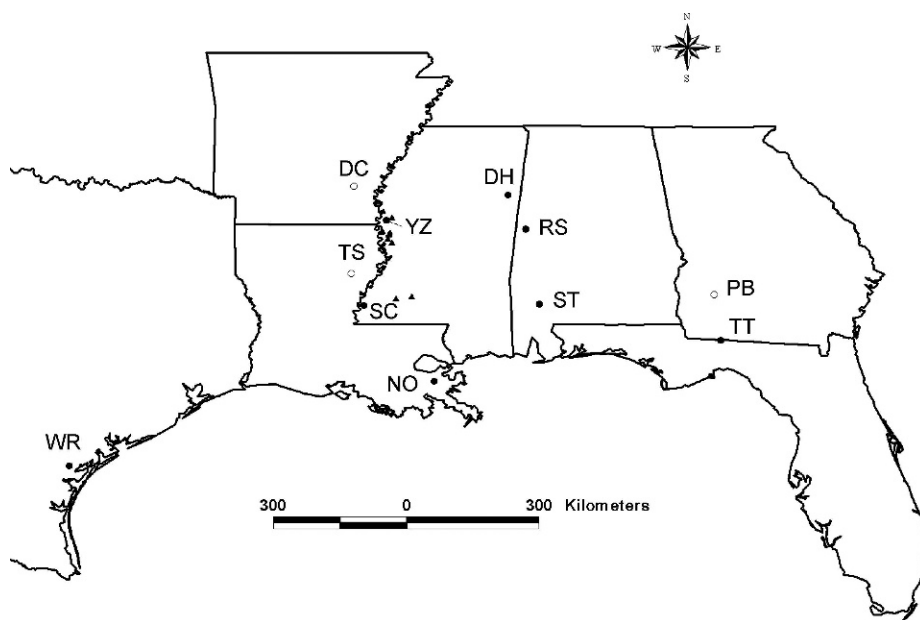 N
W E
S
DC
DH
YZ
RS
TS
PB
SC
ST
TT
NO
WR
300 0 300 Kilometers